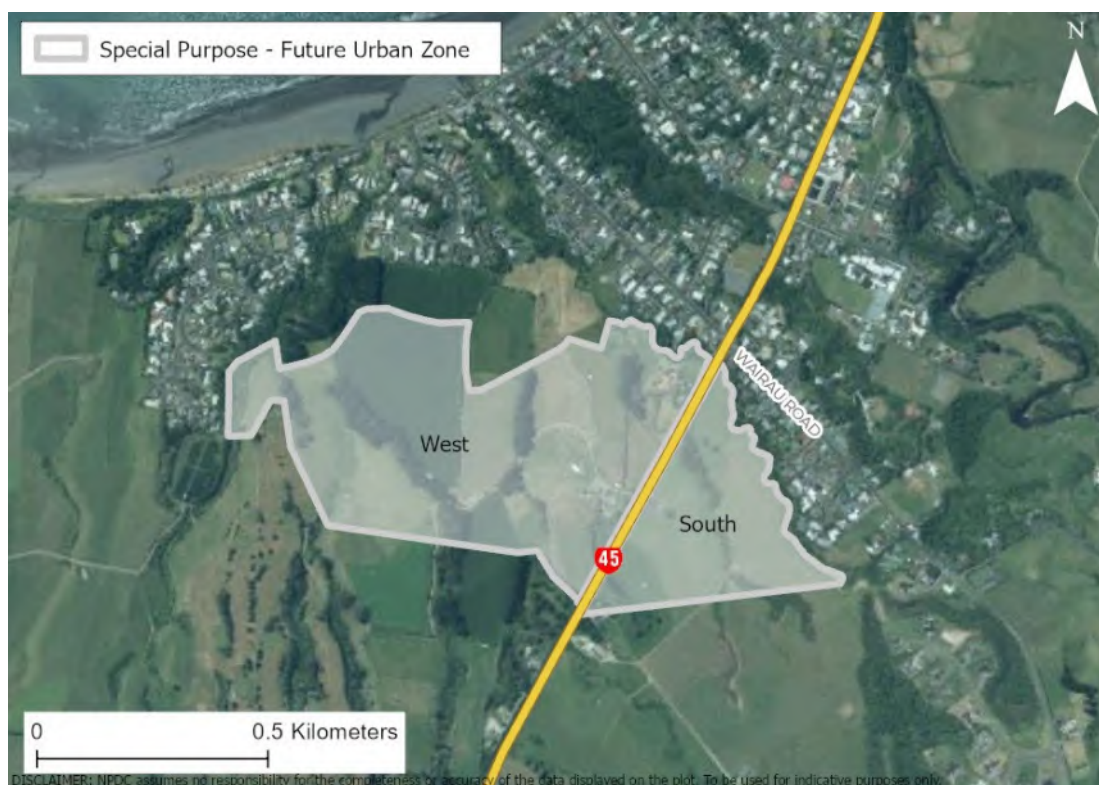 Special Purpose - Future Urban Zone
N
WAIRAU ROAD
West
South
45
0 0.5 Kilometers
DISCLAIMER: NPDC assumes no responsibility for the completeness or accuracy of the data displayed on the plot. To be used for indicative purposes only.